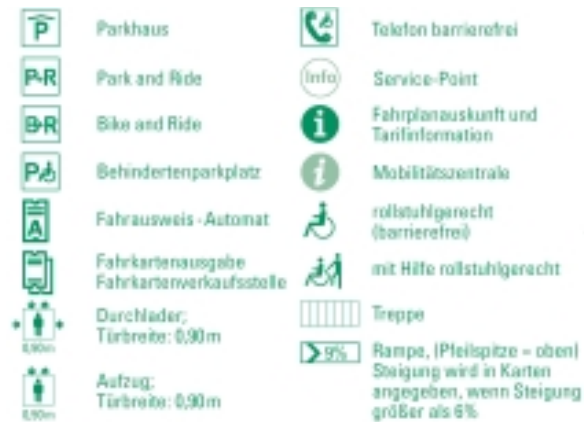 P
Parkhaus
P+R
Park and Ride
B+R
Bike and Ride
P
Behindertenparkplatz
A
Fahrausweis - Automat
Fahrkartenausgabe
Fahrkartenverkaufsstelle
0,90m
Durchlader;
Türbreite: 0,90m
0,90m
Aufzug;
Türbreite: 0,90m
Telefon barrierefrei
Info
Service-Point
i
Fahrplanauskunft und
Tarifinformation
i
Mobilitätszentrale
rollstuhlgerecht
(barrierefrei)
mit Hilfe rollstuhlgerecht
Treppe
9%
Rampe, (Pfeilspitze = oben)
Steigung wird in Karten
angegeben, wenn Steigung
größer als 6%